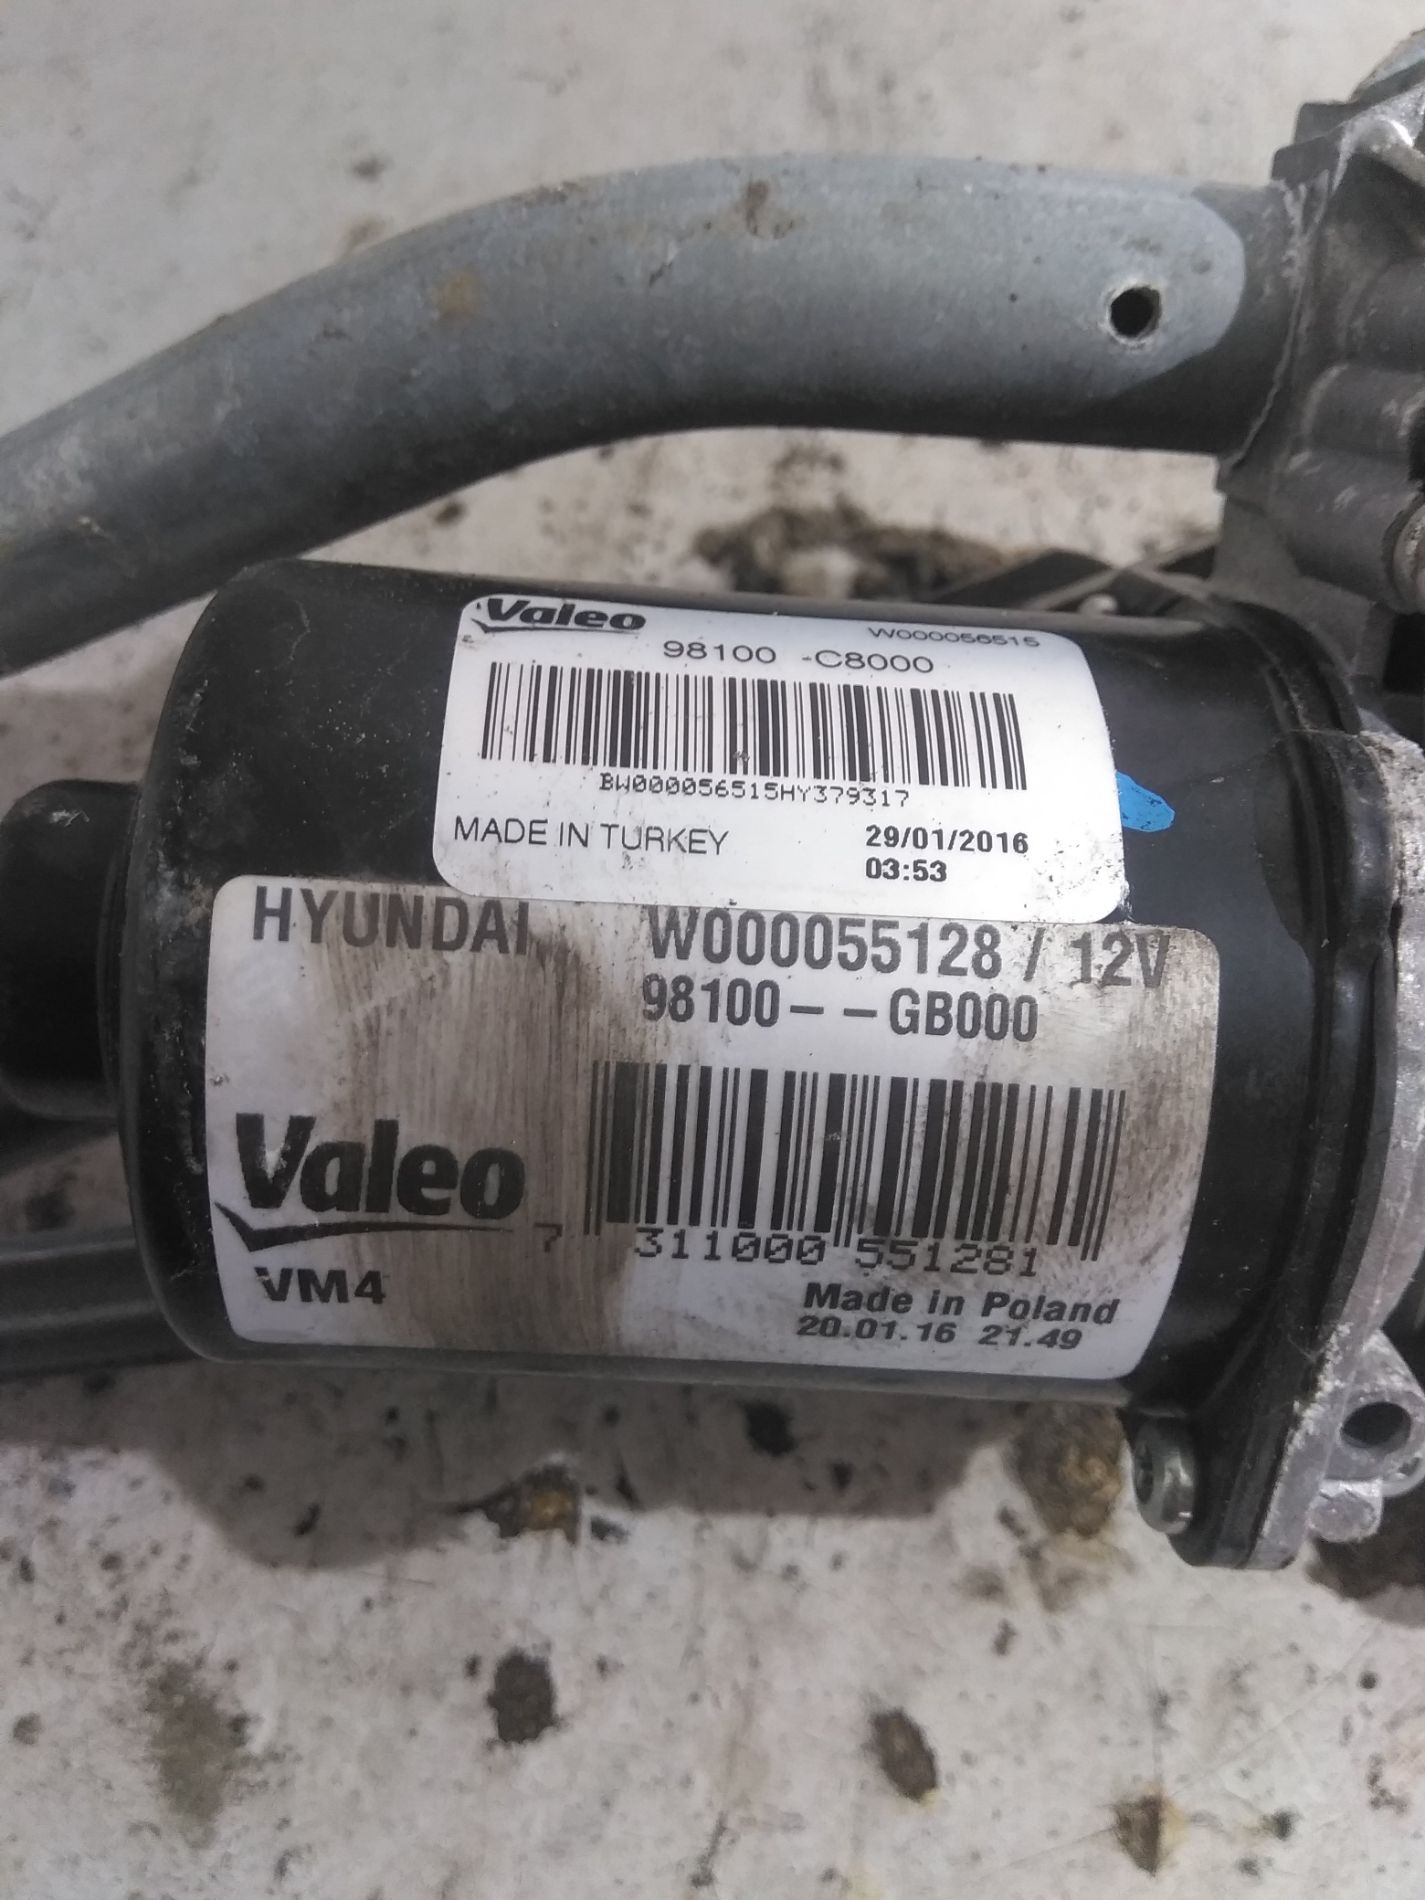 Valeo W000056515
98100 -C8000
BW000056515HY379317
MADE IN TURKEY 29/01/2016
03:53
HYUNDAI W000055128 / 12V
98100- -GB000
Valeo
7 311000 551281
VM4
Made in Poland
20.01.16 21.49